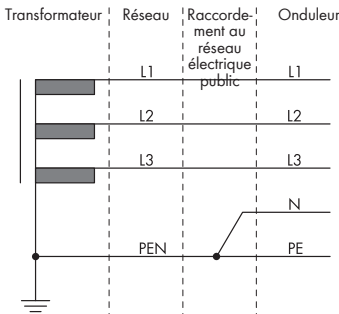 Transformateur
Réseau
Raccorde-
ment au
réseau
électrique
public
Onduleur
L1
L1
L2
L2
L3
L3
N
PEN
PE